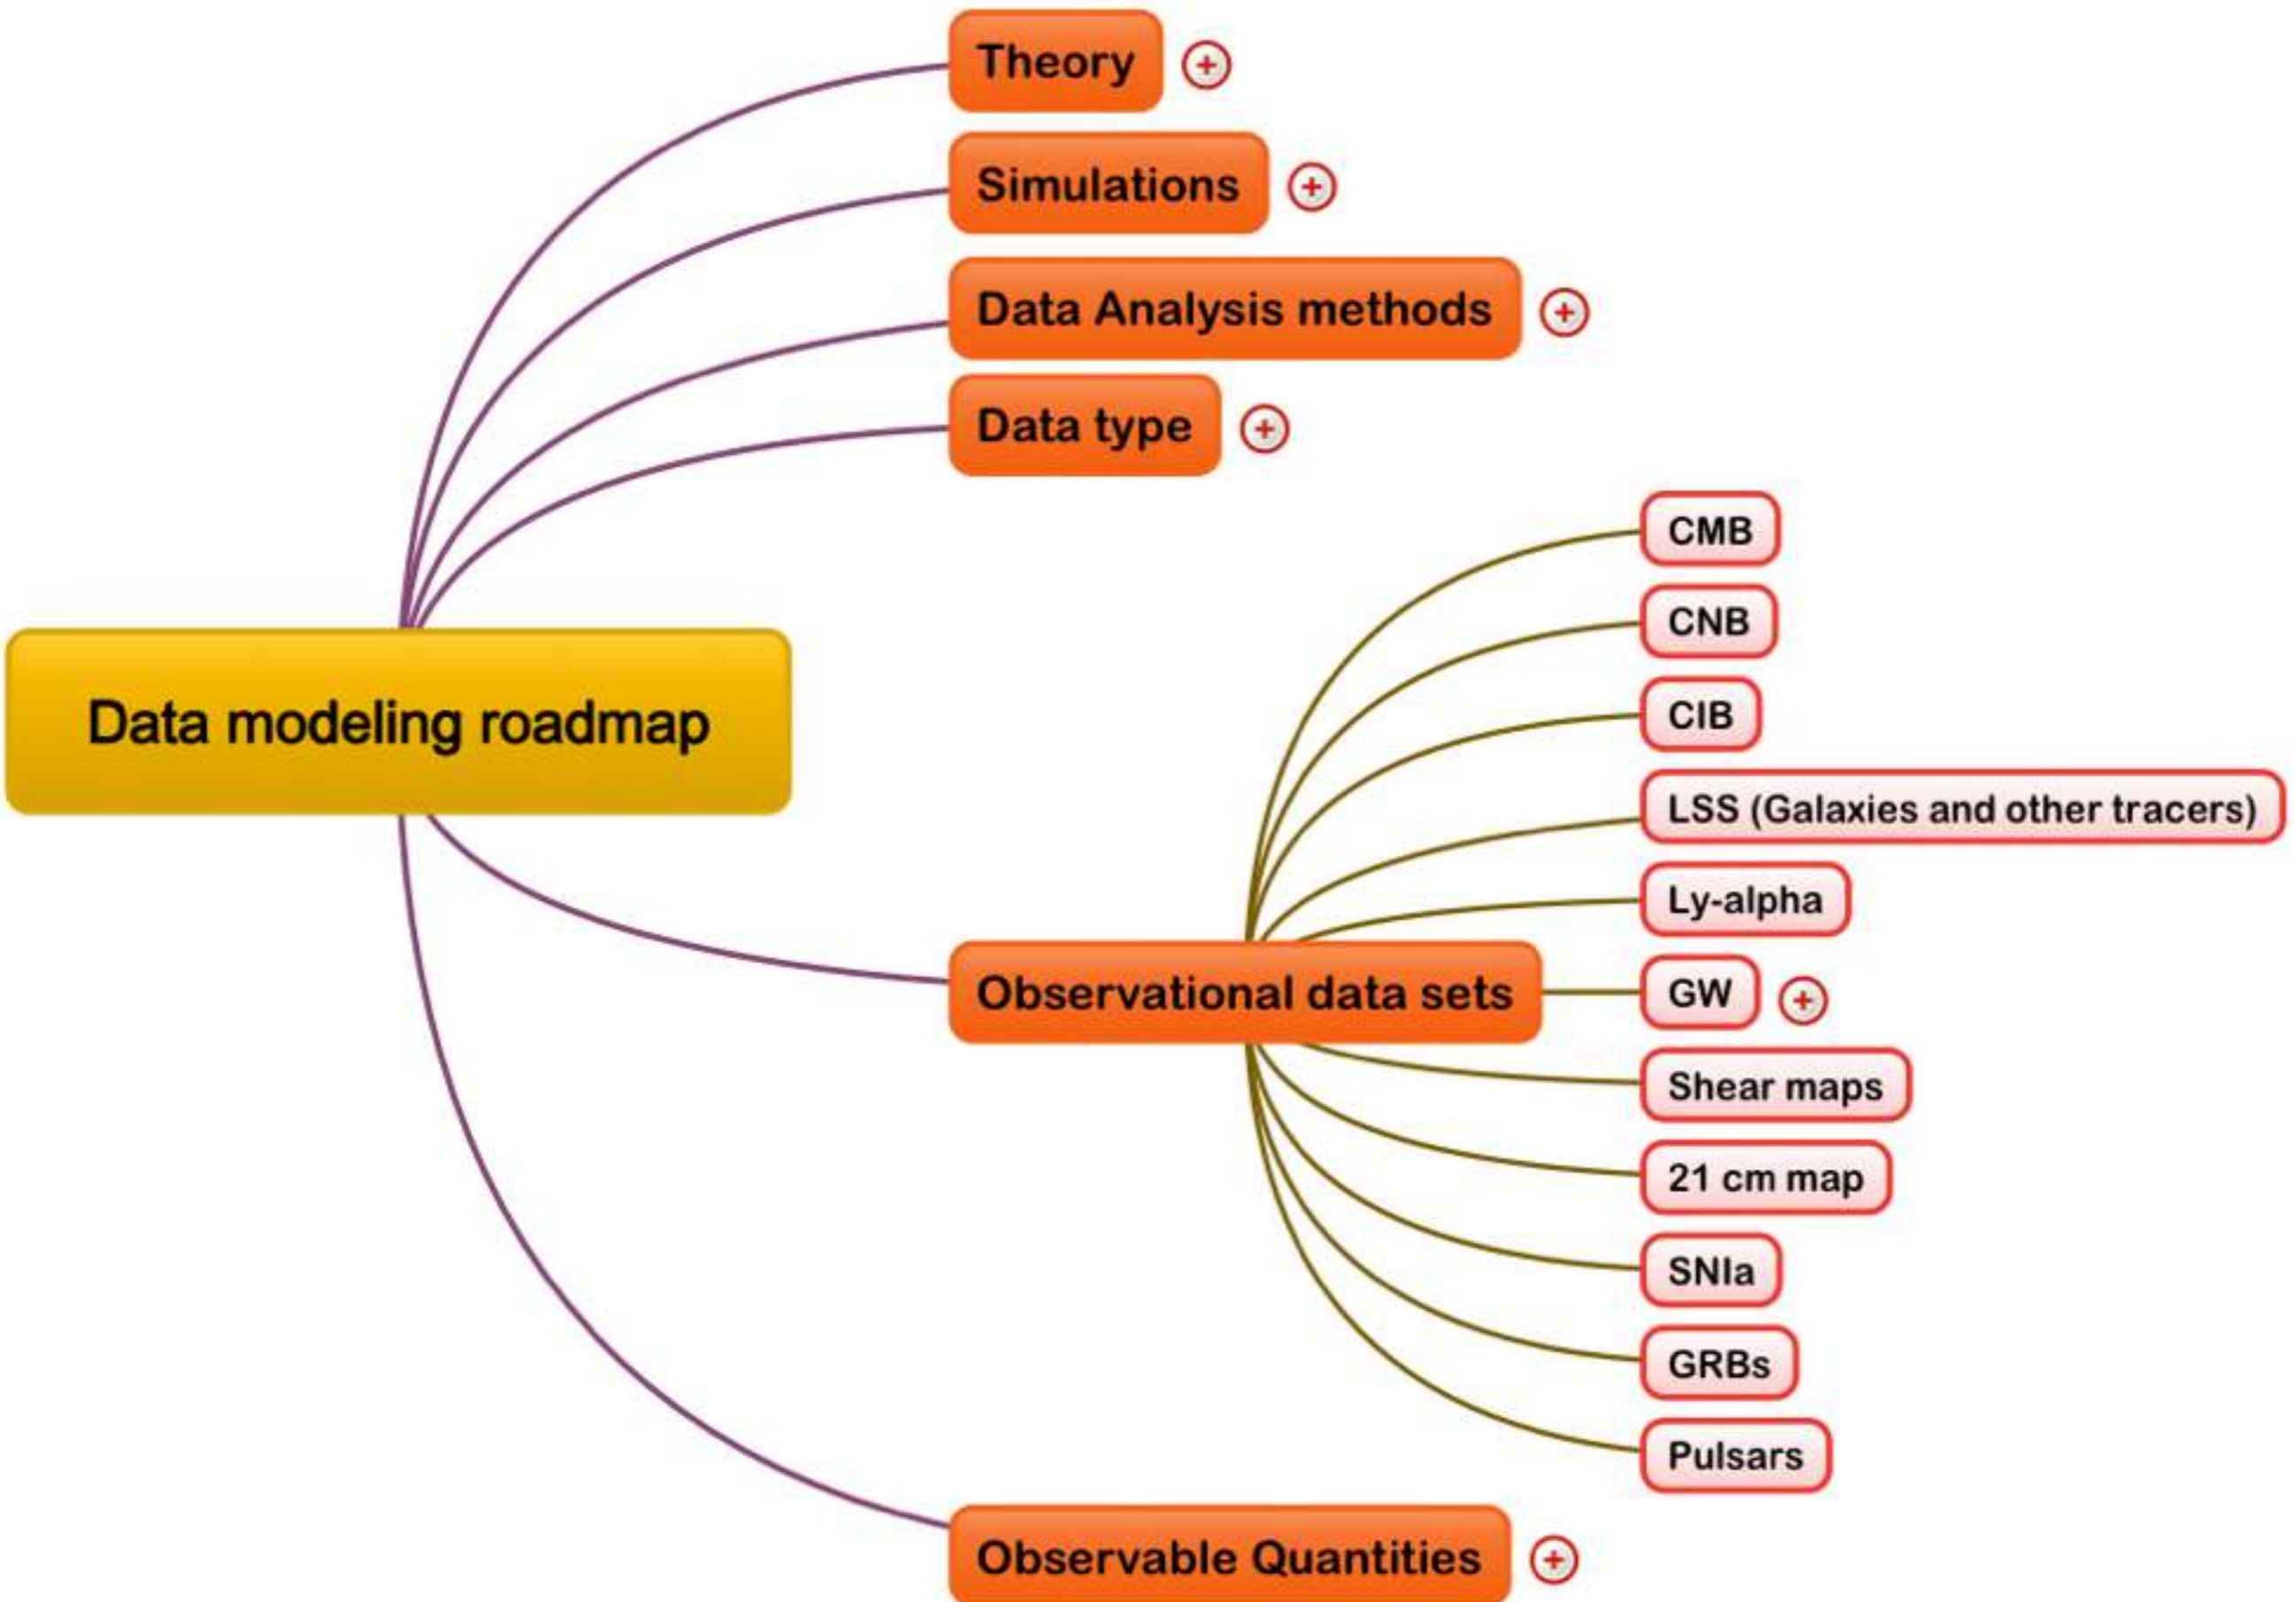 Theory
Simulations
Data Analysis methods
Data type
Data modeling roadmap
CMB
CNB
CIB
LSS (Galaxies and other tracers)
Ly-alpha
Observational data sets
GW
Shear maps
21 cm map
SNIa
GRBs
Pulsars
Observable Quantities